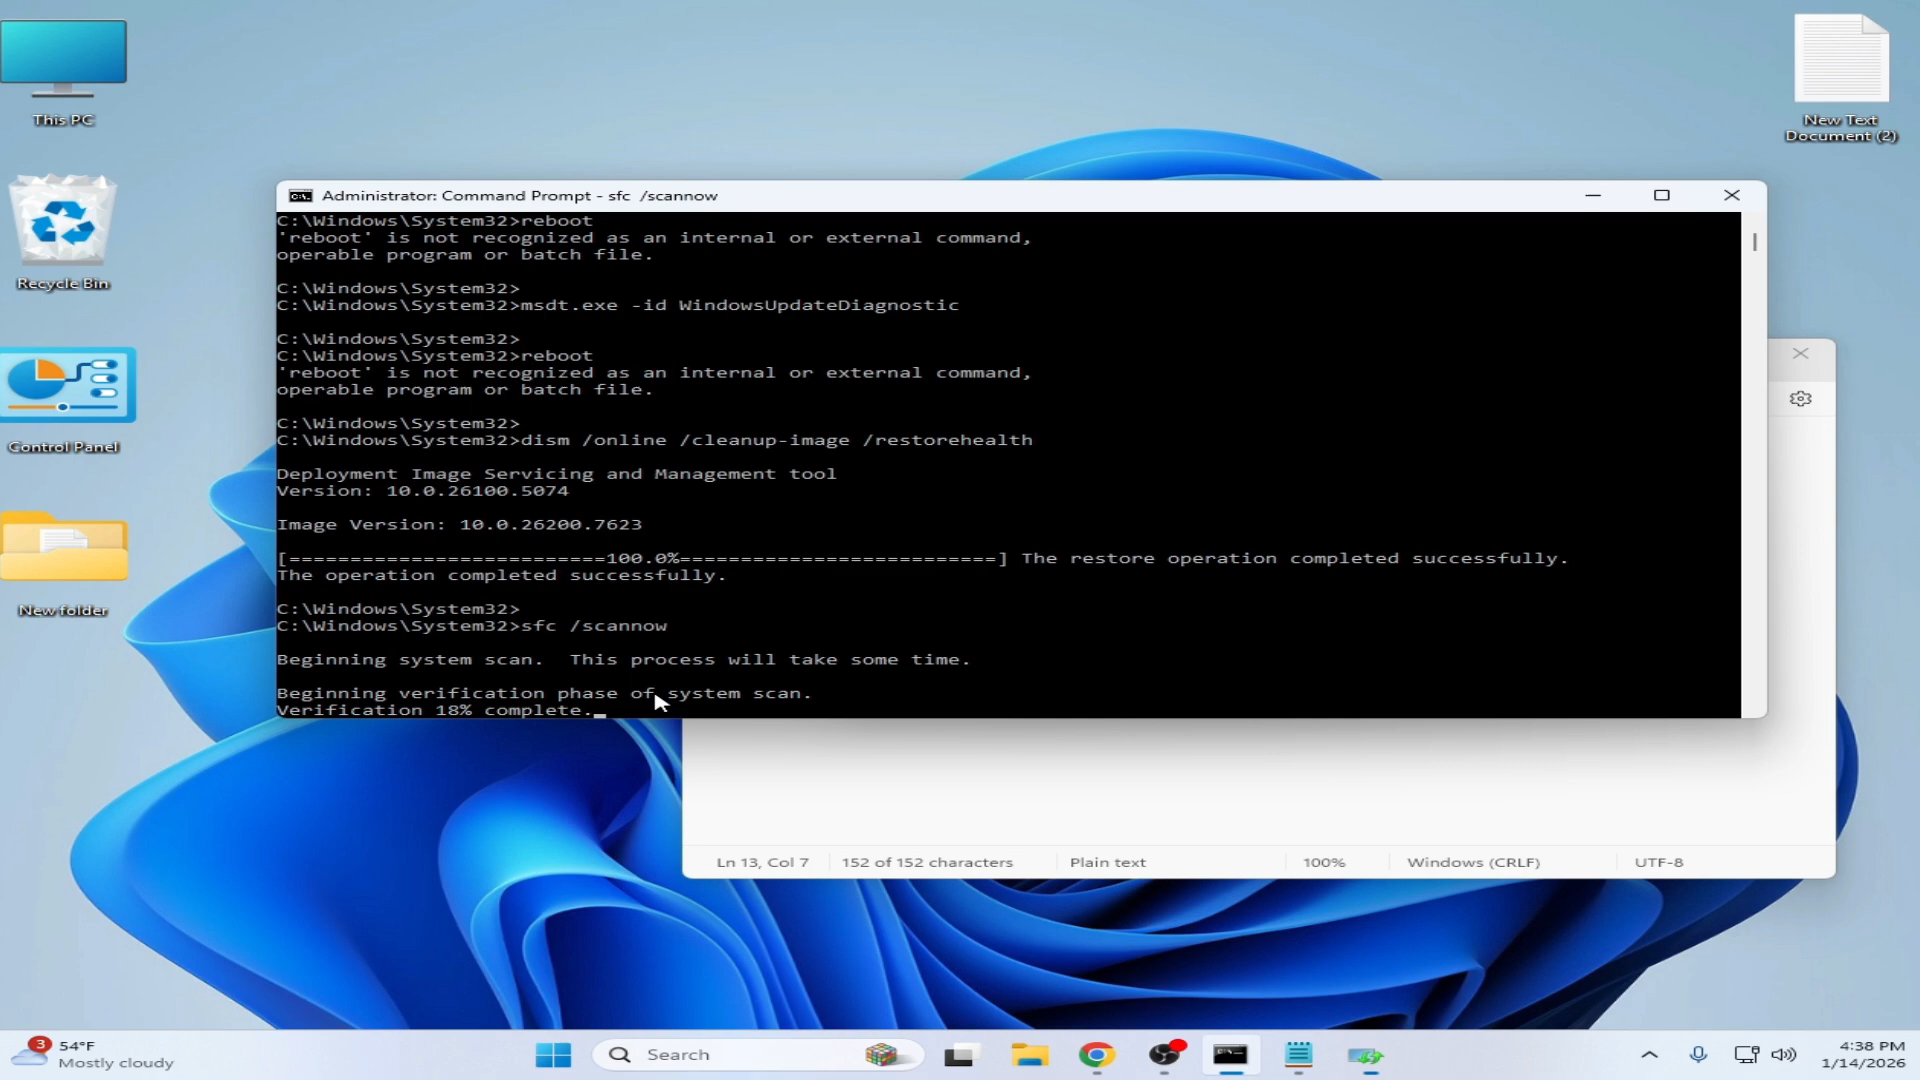 This PC
Recycle Bin
Control Panel
New folder
New Text
Document (2)
Administrator: Command Prompt - sfc  /scannow
C:\Windows\System32>reboot
'reboot' is not recognized as an internal or external command,
operable program or batch file.
C:\Windows\System32>
C:\Windows\System32>msdt.exe -id WindowsUpdateDiagnostic
C:\Windows\System32>
C:\Windows\System32>reboot
'reboot' is not recognized as an internal or external command,
operable program or batch file.
C:\Windows\System32>
C:\Windows\System32>dism /online /cleanup-image /restorehealth
Deployment Image Servicing and Management tool
Version: 10.0.26100.5074
Image Version: 10.0.26200.7623
[==========================100.0%==========================] The restore operation completed successfully.
The operation completed successfully.
C:\Windows\System32>
C:\Windows\System32>sfc /scannow
Beginning system scan.  This process will take some time.
Beginning verification phase of system scan.
Verification 18% complete.
Ln 13, Col 7
152 of 152 characters
Plain text
100%
Windows (CRLF)
UTF-8
3
54°F
Mostly cloudy
Search
4:38 PM
1/14/2026